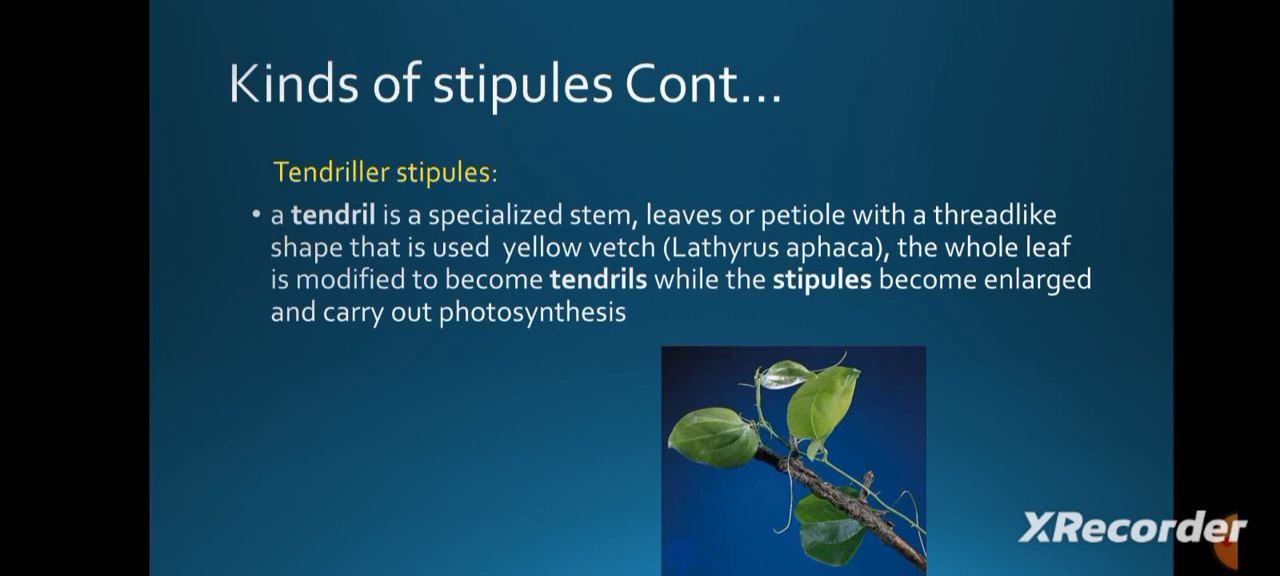 Kinds of stipules Cont...
Tendriller stipules:
• a tendril is a specialized stem, leaves or petiole with a threadlike
shape that is used  yellow vetch (Lathyrus aphaca), the whole leaf
is modified to become tendrils while the stipules become enlarged
and carry out photosynthesis
XRecorder